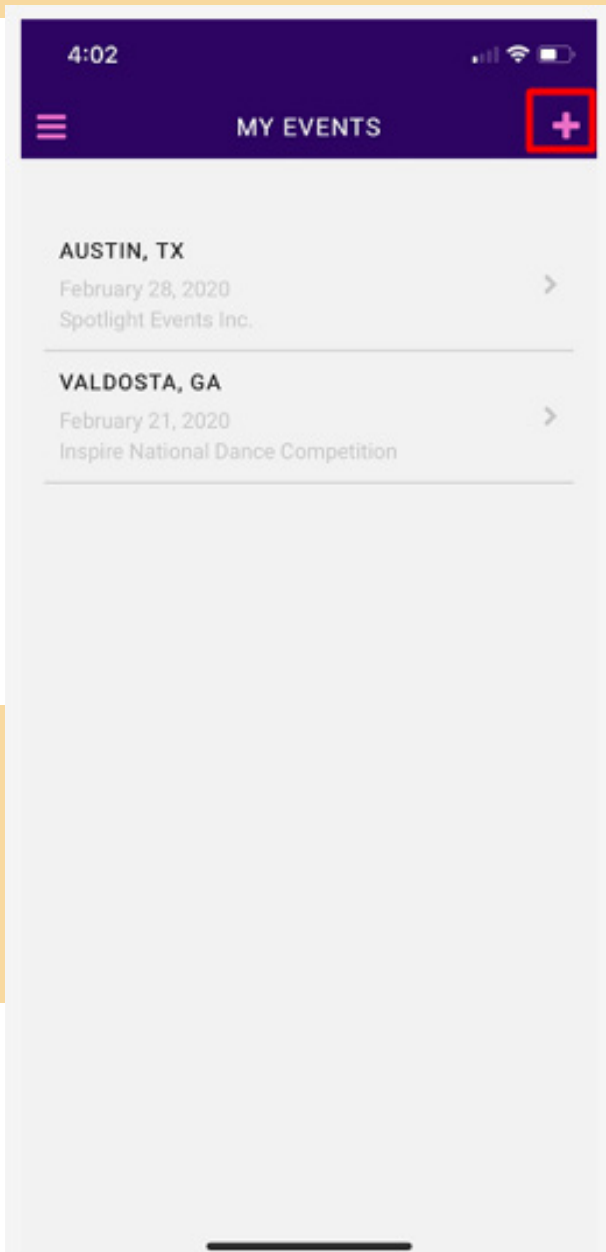 4:02
MY EVENTS
AUSTIN, TX
February 28, 2020
Spotlight Events Inc.
VALDOSTA, GA
February 21, 2020
Inspire National Dance Competition